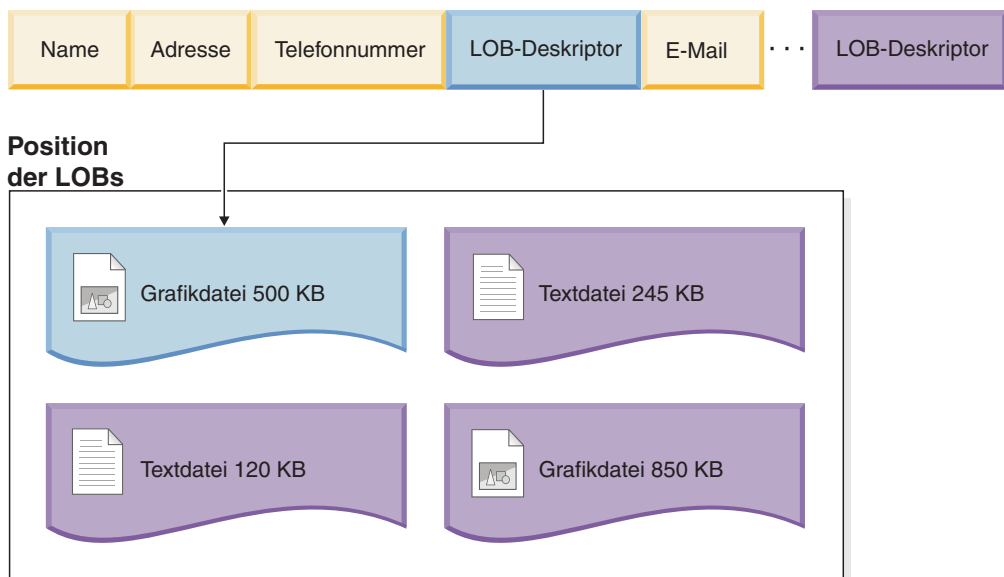 Name Adresse Telefonnummer LOB-Deskriptor E-Mail . . . LOB-Deskriptor
Position
der LOBs
Grafikdatei 500 KB
Textdatei 245 KB
Textdatei 120 KB
Grafikdatei 850 KB